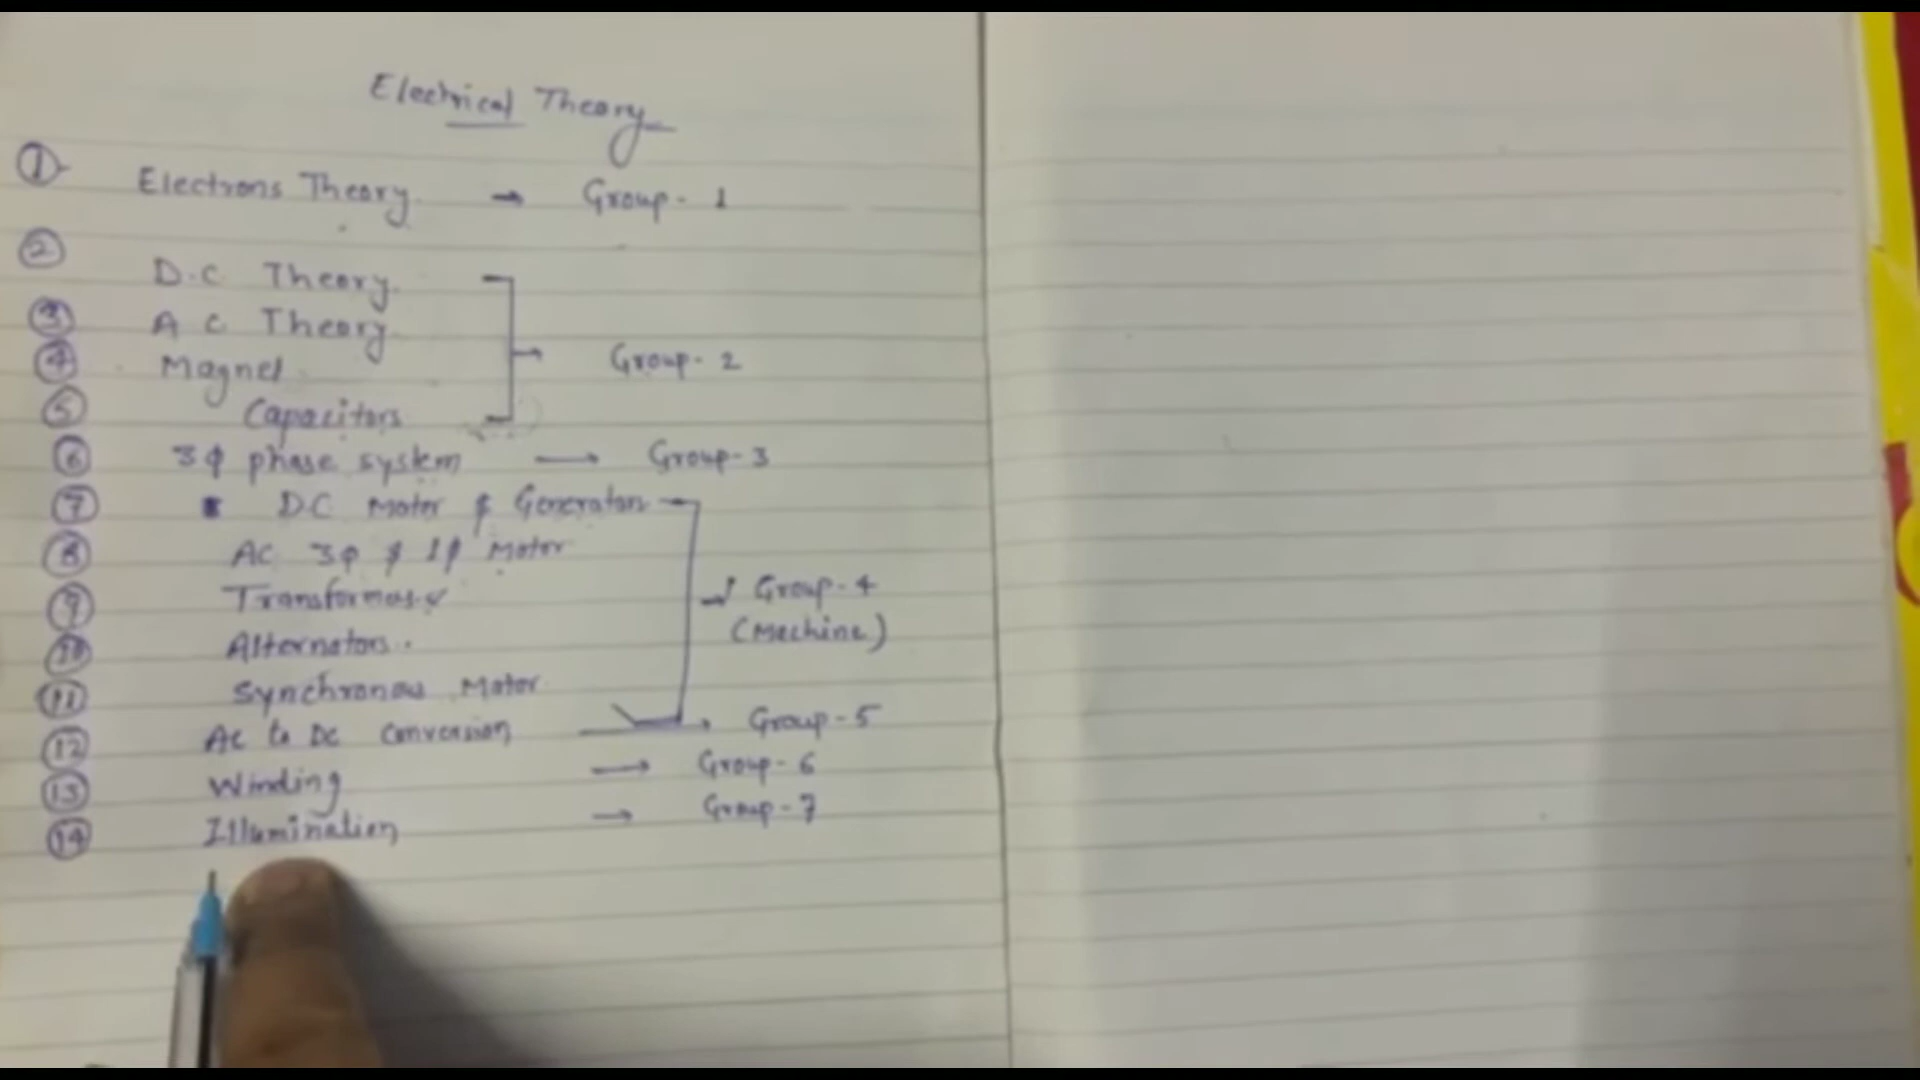 Electrical Theory
① Electrons Theory → Group - 1
② D.C Theory
③ A C Theory
④ Magnet → Group - 2
⑤ Capacitors
⑥ 3φ phase system → Group - 3
⑦ DC Motor & Generators
⑧ AC 3φ & 1φ Motor
⑨ Transformers → Group - 4
⑩ Alternators. (Machine)
⑪ Synchronous Motor
⑫ AC to DC Conversion → Group - 5
⑬ Winding → Group - 6
⑭ Illumination → Group - 7